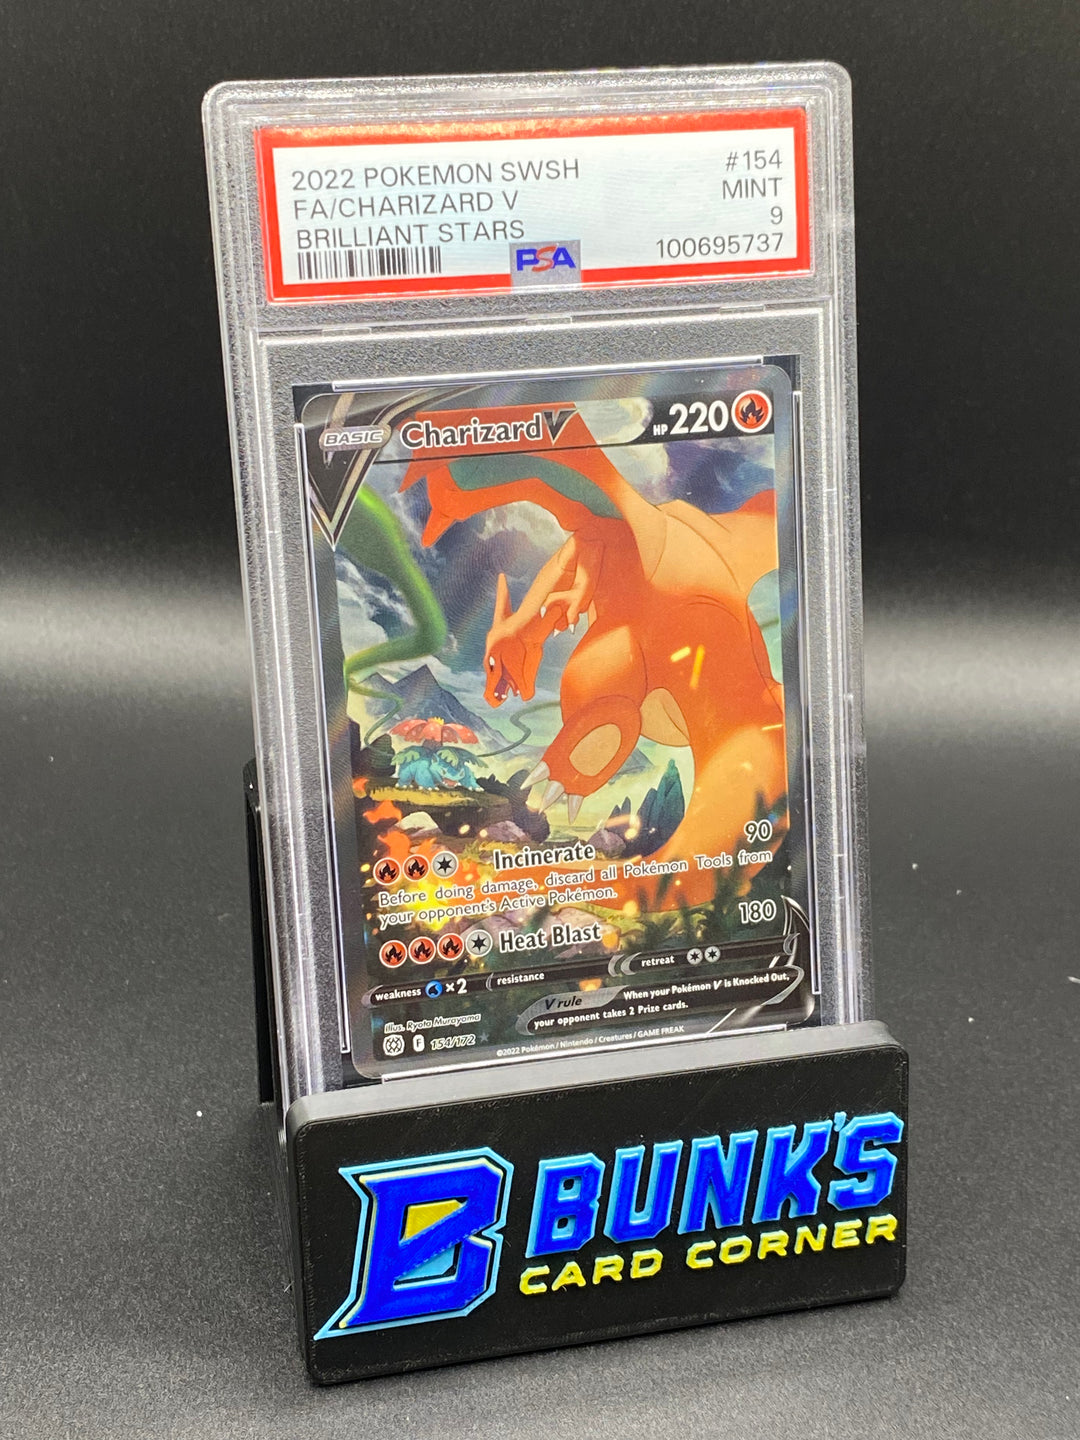 2022 POKEMON SWSH #154
FA/CHARIZARD V MINT
BRILLIANT STARS 9
PSA 100695737
BASIC Charizard V HP 220
Incinerate 90
Before doing damage, discard all Pokémon Tools from
your opponent's Active Pokémon.
Heat Blast 180
weakness ×2 resistance retreat
V rule When your Pokémon V is Knocked Out,
your opponent takes 2 Prize cards.
Illus. Ryota Murayama
F 154/172
©2022 Pokémon / Nintendo / Creatures / GAME FREAK
B BUNK'S
CARD CORNER